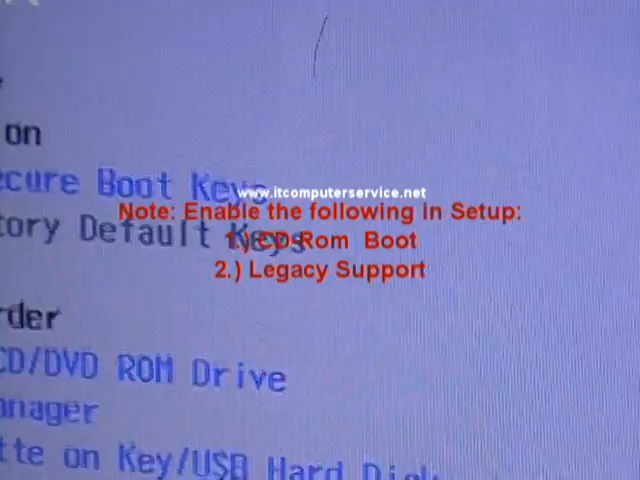 on
ecure Boot Keys
www.itcomputerservice.net
Note: Enable the following in Setup:
tory Default Keys
1.) CD-Rom Boot
2.) Legacy Support
rder
CD/DVD ROM Drive
anager
tte on Key/USB Hard Disk